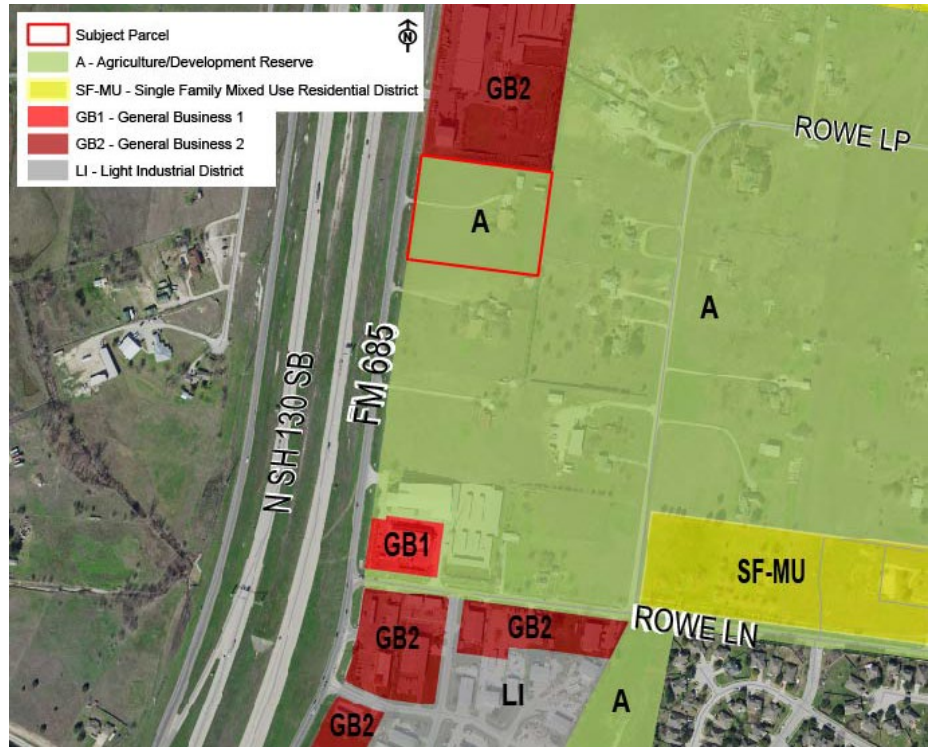 Subject Parcel
N
A - Agriculture/Development Reserve
SF-MU - Single Family Mixed Use Residential District
GB1 - General Business 1
GB2 - General Business 2
LI - Light Industrial District
GB2
ROWE LP
A
A
N SH 130 SB
FM 685
GB1
SF-MU
GB2
GB2
ROWE LN
LI
A
GB2